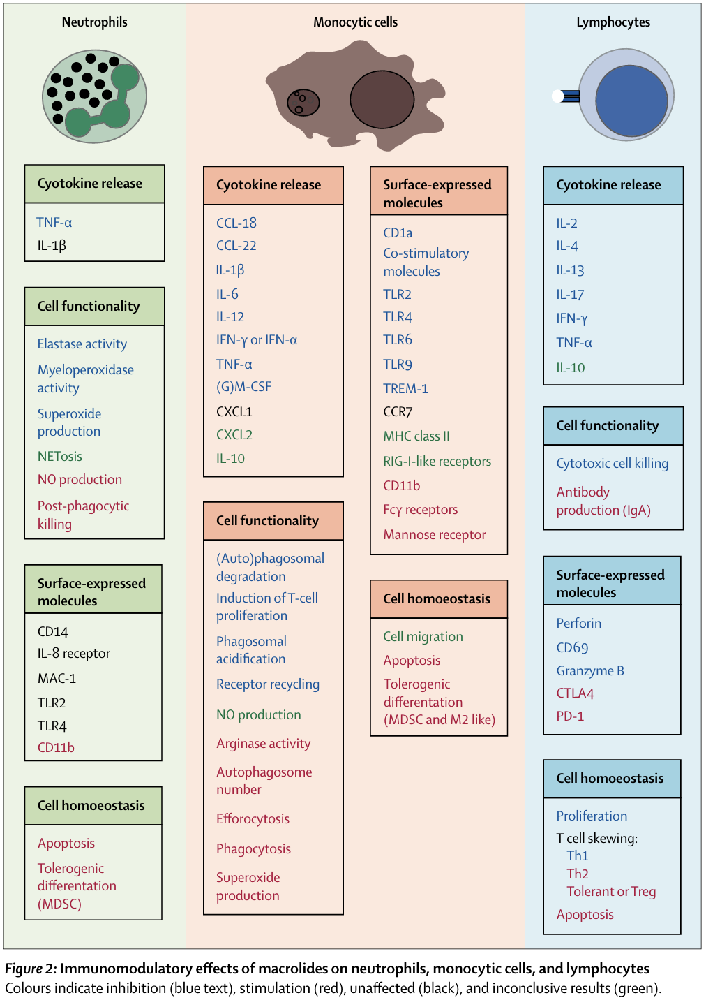 Neutrophils
Cyotokine release
TNF-α
IL-1β
Cell functionality
Elastase activity
Myeloperoxidase
activity
Superoxide
production
NETosis
NO production
Post-phagocytic
killing
Surface-expressed
molecules
CD14
IL-8 receptor
MAC-1
TLR2
TLR4
CD11b
Cell homoeostasis
Apoptosis
Tolerogenic
differentation
(MDSC)
Monocytic cells
Cyotokine release
CCL-18
CCL-22
IL-1β
IL-6
IL-12
IFN-γ or IFN-α
TNF-α
(G)M-CSF
CXCL1
CXCL2
IL-10
Cell functionality
(Auto)phagosomal
degradation
Induction of T-cell
proliferation
Phagosomal
acidification
Receptor recycling
NO production
Arginase activity
Autophagosome
number
Efforocytosis
Phagocytosis
Superoxide
production
Surface-expressed
molecules
CD1a
Co-stimulatory
molecules
TLR2
TLR4
TLR6
TLR9
TREM-1
CCR7
MHC class II
RIG-I-like receptors
CD11b
Fcγ receptors
Mannose receptor
Cell homoeostasis
Cell migration
Apoptosis
Tolerogenic
differentation
(MDSC and M2 like)
Lymphocytes
Cyotokine release
IL-2
IL-4
IL-13
IL-17
IFN-γ
TNF-α
IL-10
Cell functionality
Cytotoxic cell killing
Antibody
production (IgA)
Surface-expressed
molecules
Perforin
CD69
Granzyme B
CTLA4
PD-1
Cell homoeostasis
Proliferation
T cell skewing:
Th1
Th2
Tolerant or Treg
Apoptosis
Figure 2: Immunomodulatory effects of macrolides on neutrophils, monocytic cells, and lymphocytes
Colours indicate inhibition (blue text), stimulation (red), unaffected (black), and inconclusive results (green).